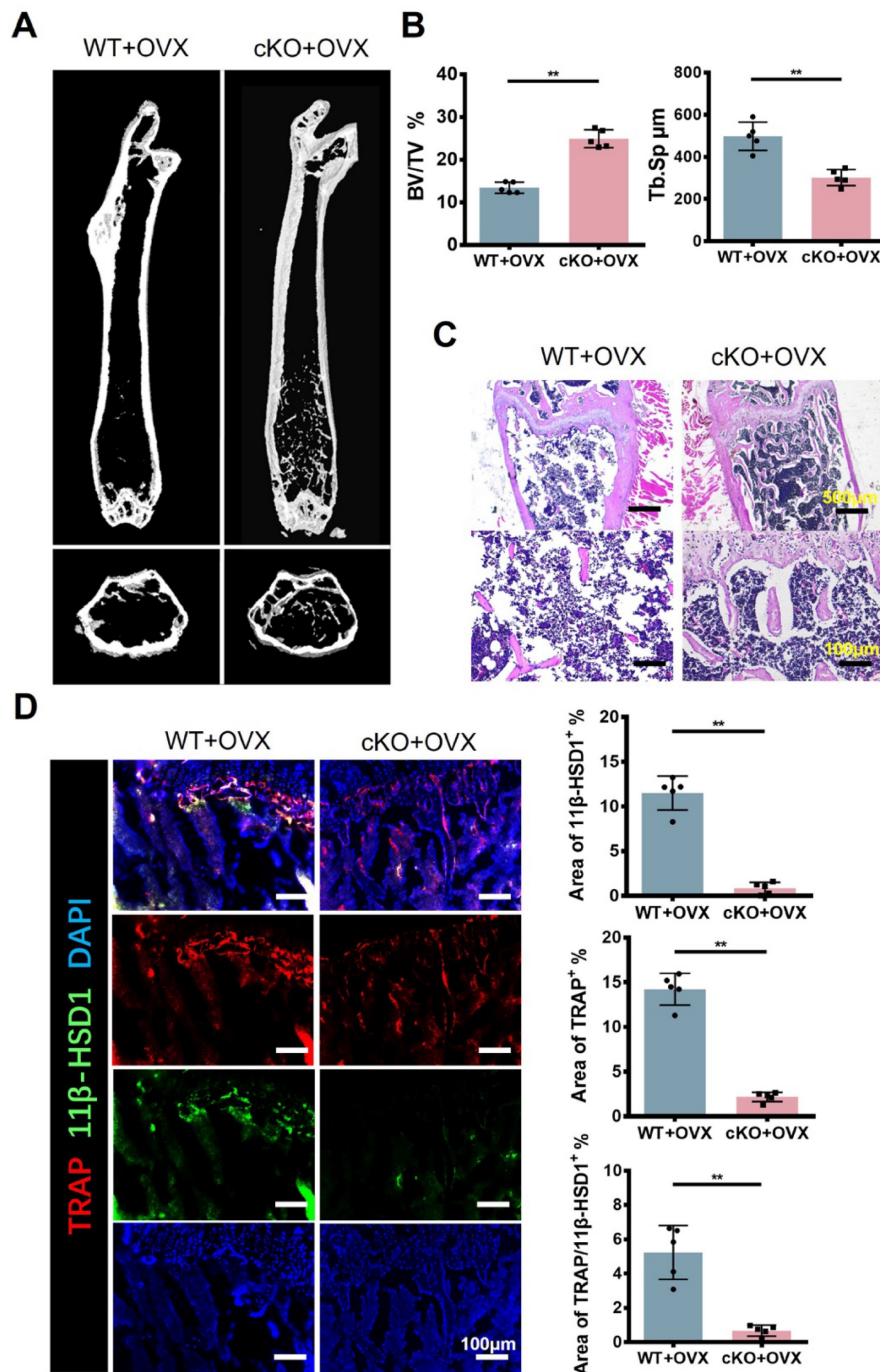 A
WT+OVX
cKO+OVX
B
BV/TV %
40
30
20
10
0
**
WT+OVX
cKO+OVX
Tb.Sp μm
800
600
400
200
0
**
WT+OVX
cKO+OVX
C
WT+OVX
cKO+OVX
500μm
100μm
D
WT+OVX
cKO+OVX
TRAP 11β-HSD1 DAPI
100μm
Area of 11β-HSD1⁺ %
20
15
10
5
0
**
WT+OVX
cKO+OVX
Area of TRAP⁺ %
20
15
10
5
0
**
WT+OVX
cKO+OVX
Area of TRAP/11β-HSD1⁺ %
8
6
4
2
0
**
WT+OVX
cKO+OVX